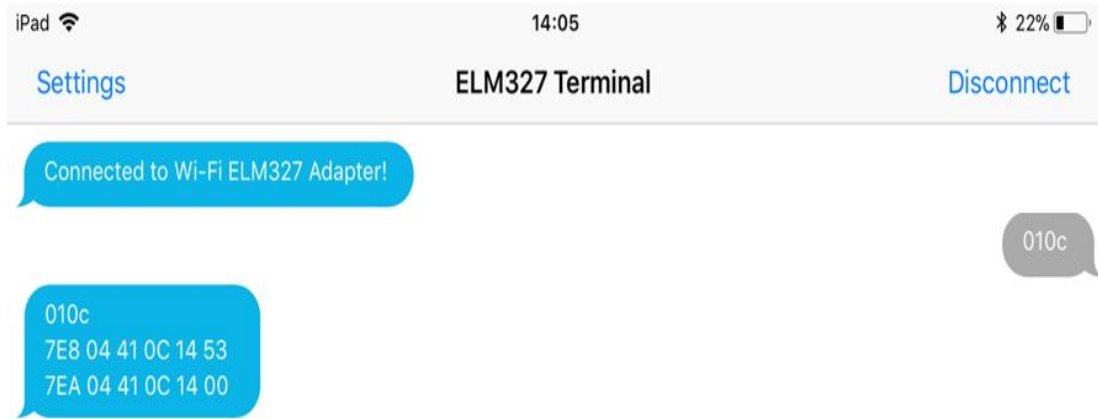 iPad 14:05 22%
Settings ELM327 Terminal Disconnect
Connected to Wi-Fi ELM327 Adapter!
010c
010c
7E8 04 41 0C 14 53
7EA 04 41 0C 14 00